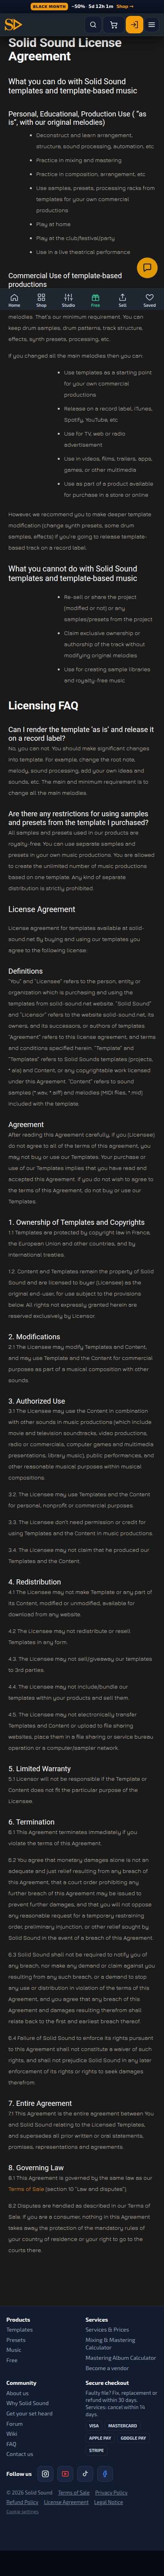 BLACK MONTH -50% · 5d 12h 1m Shop →
Solid Sound License
Agreement
What you can do with Solid Sound
templates and template-based music
Personal, Educational, Production Use ( “as
is”, with our original melodies)
Deconstruct and learn arrangement,
structure, sound processing, automation, etc
Practice in mixing and mastering
Practice in composition, arrangement, etc.
Use samples, presets, processing racks from
templates for your own commercial
productions
Play at home
Play at the club/festival/party
Use in a live theatrical performance
Commercial Use of template-based
productions
Home
Shop
Studio
Free
Sell
Saved
melodies. That's our minimum requirement. You can
keep drum samples, drum patterns, track structure,
effects, synth presets, processing, etc.
If you changed all the main melodies then you can:
Use templates as a starting point
for your own commercial
productions
Release on a record label, iTunes,
Spotify, YouTube, etc
Use for TV, web or radio
advertisement
Use in videos, films, trailers, apps,
games, or other multimedia
Use as part of a product available
for purchase in a store or online
However, we recommend you to make deeper template
modification (change synth presets, some drum
samples, effects) if you're going to release template-
based track on a record label.
What you cannot do with Solid Sound
templates and template-based music
Re-sell or share the project
(modified or not) or any
samples/presets from the project
Claim exclusive ownership or
authorship of the track without
modifying original melodies
Use for creating sample libraries
and royalty-free music
Licensing FAQ
Can I render the template ‘as is’ and release it
on a record label?
No, you can not. You should make significant changes
into template. For example, change the root note,
melody, sound processing, add your own ideas and
sounds, etc. The main and minimum requirement is to
change all the main melodies.
Are there any restrictions for using samples
and presets from the template I purchased?
All samples and presets used in our products are
royalty-free. You can use separate samples and
presets in your own music productions. You are allowed
to create the unlimited number of music productions
based on one template. Any kind of separate
distribution is strictly prohibited.
License Agreement
License agreement for templates available at solid-
sound.net By buying and using our templates you
agree to the following license:
Definitions
"You" and "Licensee" refers to the person, entity or
organization which is purchasing and downloading the
templates from solid-sound.net website. "Solid Sound"
and "Licensor" refers to the website solid-sound.net, its
owners, and its successors, or authors of templates.
"Agreement" refers to this license agreement, and terms
and conditions specified herein. "Template" and
"Templates" refers to Solid Sounds templates (projects,
*.als) and Content, or any copyrightable work licensed
under this Agreement. "Content" refers to sound
samples (*.wav, *.aiff) and melodies (MIDI files, *.mid)
included with the template.
Agreement
After reading this Agreement carefully, if you (Licensee)
do not agree to all of the terms of this agreement, you
may not buy or use our Templates. Your purchase or
use of our Templates implies that you have read and
accepted this Agreement. If you do not wish to agree to
the terms of this Agreement, do not buy or use our
Templates.
1. Ownership of Templates and Copyrights
1.1 Templates are protected by copyright law in France,
the European Union and other countries, and by
international treaties.
1.2. Content and Templates remain the property of Solid
Sound and are licensed to buyer (Licensee) as the
original end-user, for use subject to the provisions
below. All rights not expressly granted herein are
reserved exclusively by Licensor.
2. Modifications
2.1 The Licensee may modify Templates and Content,
and may use Template and the Content for commercial
purposes as part of a musical composition with other
sounds.
3. Authorized Use
3.1 The Licensee may use the Content in combination
with other sounds in music productions (which include
movie and television soundtracks, video productions,
radio or commercials, computer games and multimedia
presentations, library music), public performances, and
other reasonable musical purposes within musical
compositions.
3.2. The Licensee may use Templates and the Content
for personal, nonprofit or commercial purposes.
3.3. The Licensee don't need permission or credit for
using Templates and the Content in music productions.
3.4. The Licensee may not claim that he produced our
Templates and the Content.
4. Redistribution
4.1 The Licensee may not make Template or any part of
its Content, modified or unmodified, available for
download from any website.
4.2 The Licensee may not redistribute or resell
Templates in any form.
4.3. The Licensee may not sell/giveaway our templates
to 3rd parties.
4.4. The Licensee may not include/bundle our
templates within your products and sell them.
4.5. The Licensee may not electronically transfer
Templates and Content or upload to file sharing
websites, place them in a file sharing or service bureau
operation or a computer/sampler network.
5. Limited Warranty
5.1 Licensor will not be responsible if the Template or
Content does not fit the particular purpose of the
Licensee.
6. Termination
6.1 This Agreement terminates immediately if you
violate the terms of Agreement.
6.2 You agree that monetary damages alone is not an
adequate and just relief resulting from any breach of
this Agreement, that a court order prohibiting any
further breach of this Agreement may be issued to
prevent further damages, and that you will not oppose
any reasonable request for a temporary restraining
order, preliminary injunction, or other relief sought by
Solid Sound in the event of a breach of this Agreement.
6.3 Solid Sound shall not be required to notify you of
any breach, nor make any demand or claim against you
resulting from any such breach, or a demand to stop
any use or distribution in violation of the terms of this
Agreement, and you agree that any breach of this
Agreement and damages resulting therefrom shall
relate back to the first and earliest breach thereof.
6.4 Failure of Solid Sound to enforce its rights pursuant
to this Agreement shall not constitute a waiver of such
rights, and shall not prejudice Solid Sound in any later
enforcement of its rights or rights to seek damages
therefrom.
7. Entire Agreement
7.1 This Agreement is the entire agreement between You
and Solid Sound relating to the Licensed Templates,
and supersedes all prior oral or written statements,
promises, representations and agreements.
8. Governing Law
8.1 This Agreement is governed by the same law as our
Terms of Sale (section 10 "Law and disputes").
8.2 Disputes are handled as described in our Terms of
Sale. If you are a consumer, nothing in this Agreement
takes away the protection of the mandatory rules of
your country of residence, or your right to go to the
courts there.
Products
Templates
Presets
Music
Free
Services
Services & Prices
Mixing & Mastering
Calculator
Mastering Album Calculator
Become a vendor
Community
About us
Why Solid Sound
Get your set heard
Forum
Wiki
FAQ
Contact us
Secure checkout
Faulty file? Fix, replacement or
refund within 30 days.
Services: cancel within 14
days.
VISA MASTERCARD
APPLE PAY GOOGLE PAY
STRIPE
Follow us
© 2026 Solid Sound Terms of Sale Privacy Policy
Refund Policy License Agreement Legal Notice
Cookie settings